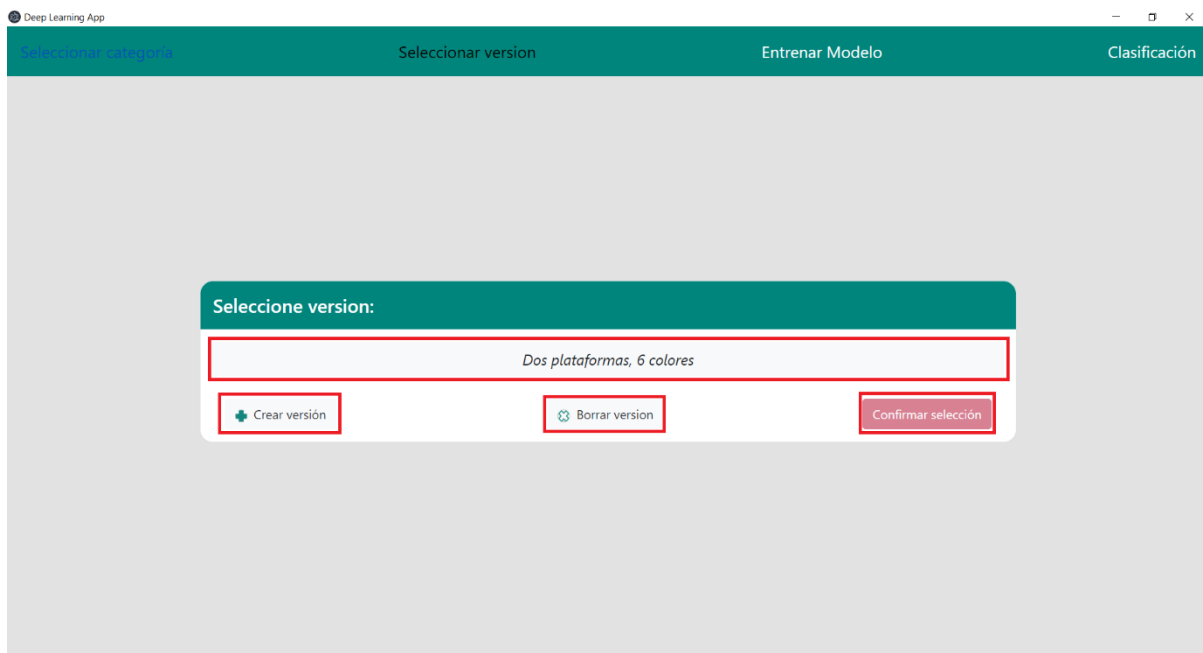 Deep Learning App
Seleccionar categoría Seleccionar version Entrenar Modelo Clasificación
Seleccione version:
Dos plataformas, 6 colores
Crear versión Borrar version Confirmar selección